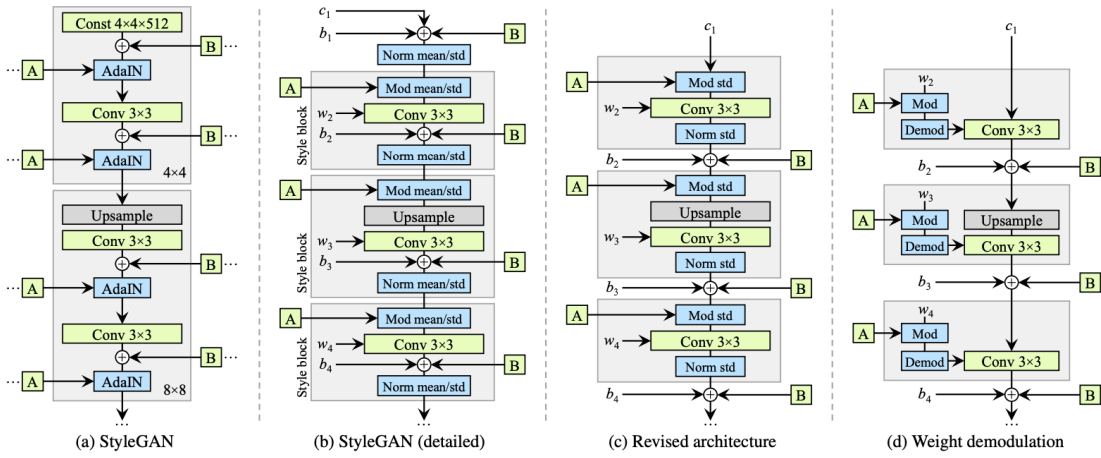 Const 4×4×512
B ...
... A
AdaIN
Conv 3×3
B ...
... A
AdaIN
4×4
Upsample
Conv 3×3
B ...
... A
AdaIN
Conv 3×3
B ...
... A
AdaIN
8×8
...
(a) StyleGAN
c₁
b₁
B
Norm mean/std
Style block
A
Mod mean/std
w₂
Conv 3×3
b₂
B
Norm mean/std
Style block
A
Mod mean/std
Upsample
w₃
Conv 3×3
b₃
B
Norm mean/std
Style block
A
Mod mean/std
w₄
Conv 3×3
b₄
B
Norm mean/std
...
(b) StyleGAN (detailed)
c₁
A
Mod std
w₂
Conv 3×3
Norm std
b₂
B
A
Mod std
Upsample
w₃
Conv 3×3
Norm std
b₃
B
A
Mod std
w₄
Conv 3×3
Norm std
b₄
B
...
(c) Revised architecture
c₁
w₂
A
Mod
Demod
Conv 3×3
b₂
B
w₃
A
Mod
Upsample
Demod
Conv 3×3
b₃
B
w₄
A
Mod
Demod
Conv 3×3
b₄
B
...
(d) Weight demodulation